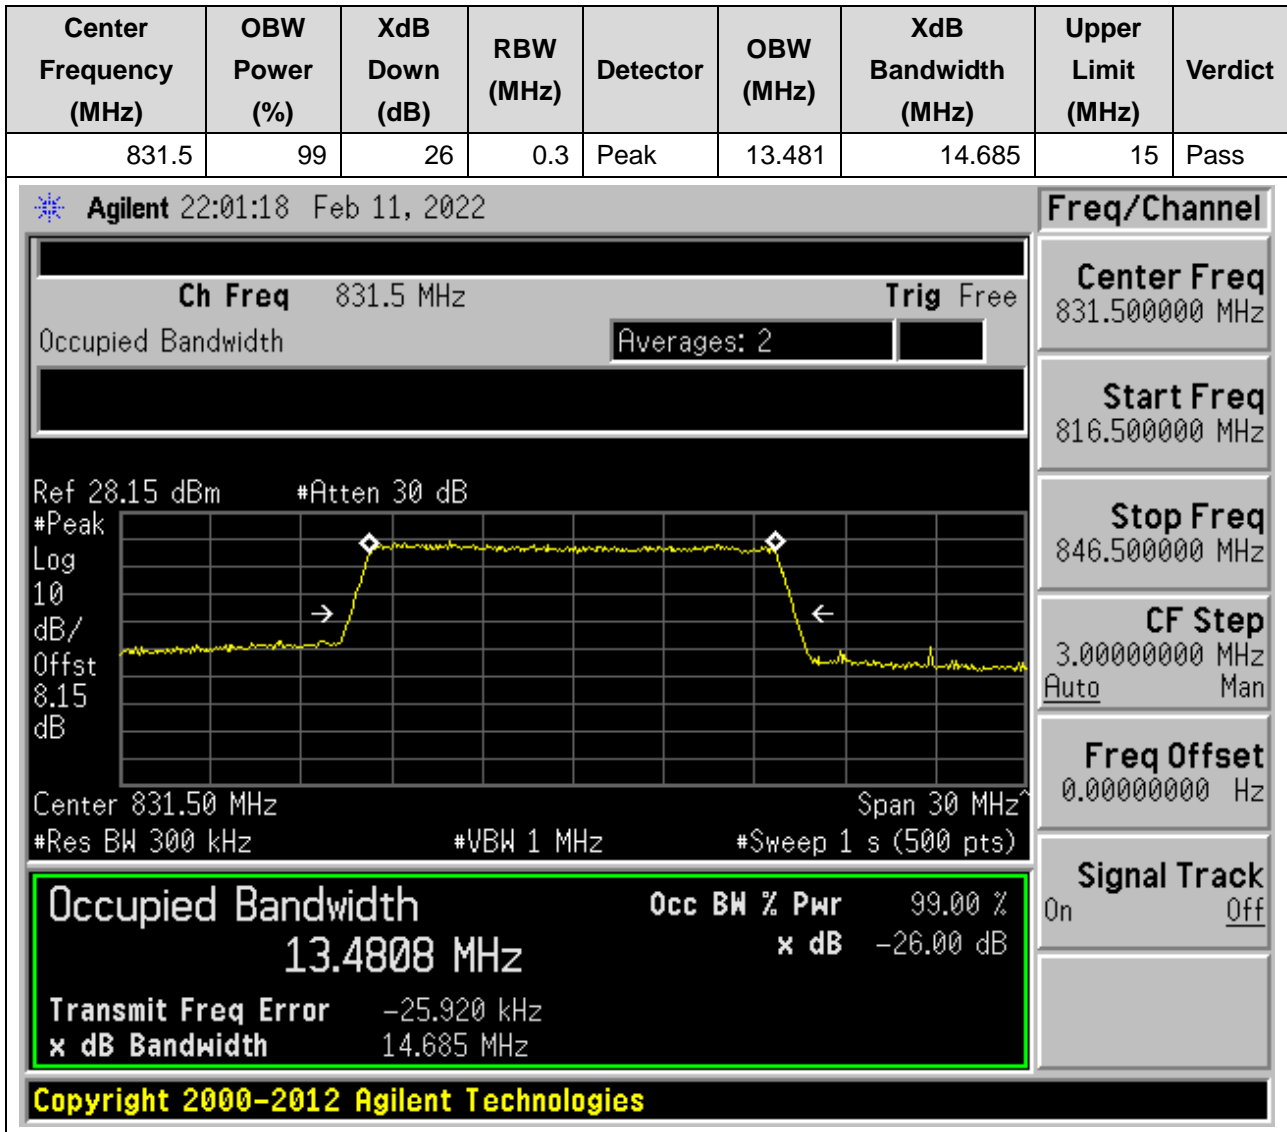 Center Frequency (MHz) OBW Power (%) XdB Down (dB) RBW (MHz) Detector OBW (MHz) XdB Bandwidth (MHz) Upper Limit (MHz) Verdict
831.5 99 26 0.3 Peak 13.481 14.685 15 Pass
Agilent 22:01:18 Feb 11, 2022
Freq/Channel
Ch Freq 831.5 MHz Trig Free
Occupied Bandwidth Averages: 2
Center Freq
831.500000 MHz
Start Freq
816.500000 MHz
Stop Freq
846.500000 MHz
CF Step
3.00000000 MHz
Auto Man
Freq Offset
0.00000000 Hz
Signal Track
On Off
Ref 28.15 dBm #Atten 30 dB
#Peak
Log
10
dB/
Offst
8.15
dB
Center 831.50 MHz Span 30 MHz^
#Res BW 300 kHz #VBW 1 MHz #Sweep 1 s (500 pts)
Occupied Bandwidth Occ BW % Pwr 99.00 %
13.4808 MHz x dB -26.00 dB
Transmit Freq Error -25.920 kHz
x dB Bandwidth 14.685 MHz
Copyright 2000-2012 Agilent Technologies